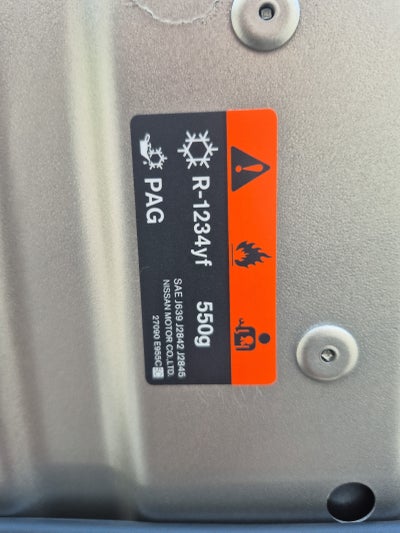 R-1234yf 550g
PAG
SAE J639 J2842 J2845
NISSAN MOTOR CO.,LTD.
27090 E955C